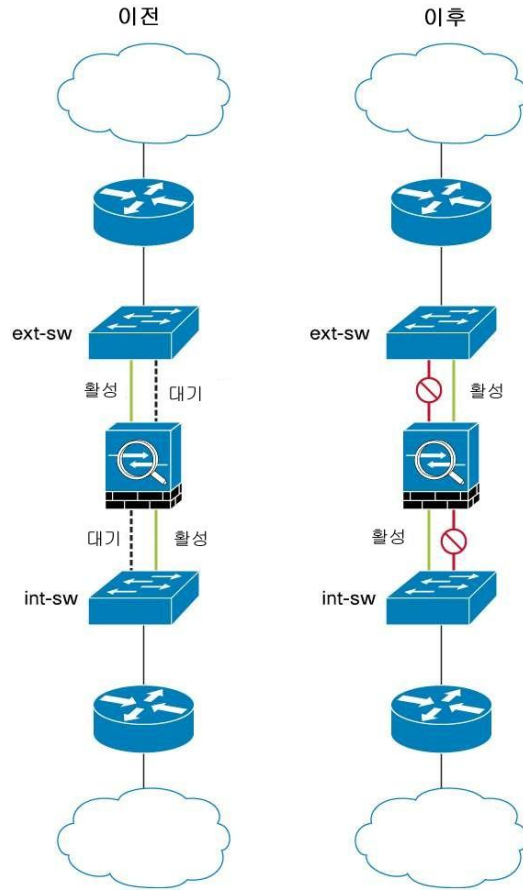 이전
이후
ext-sw
활성
대기
대기
활성
int-sw
ext-sw
활성
활성
int-sw